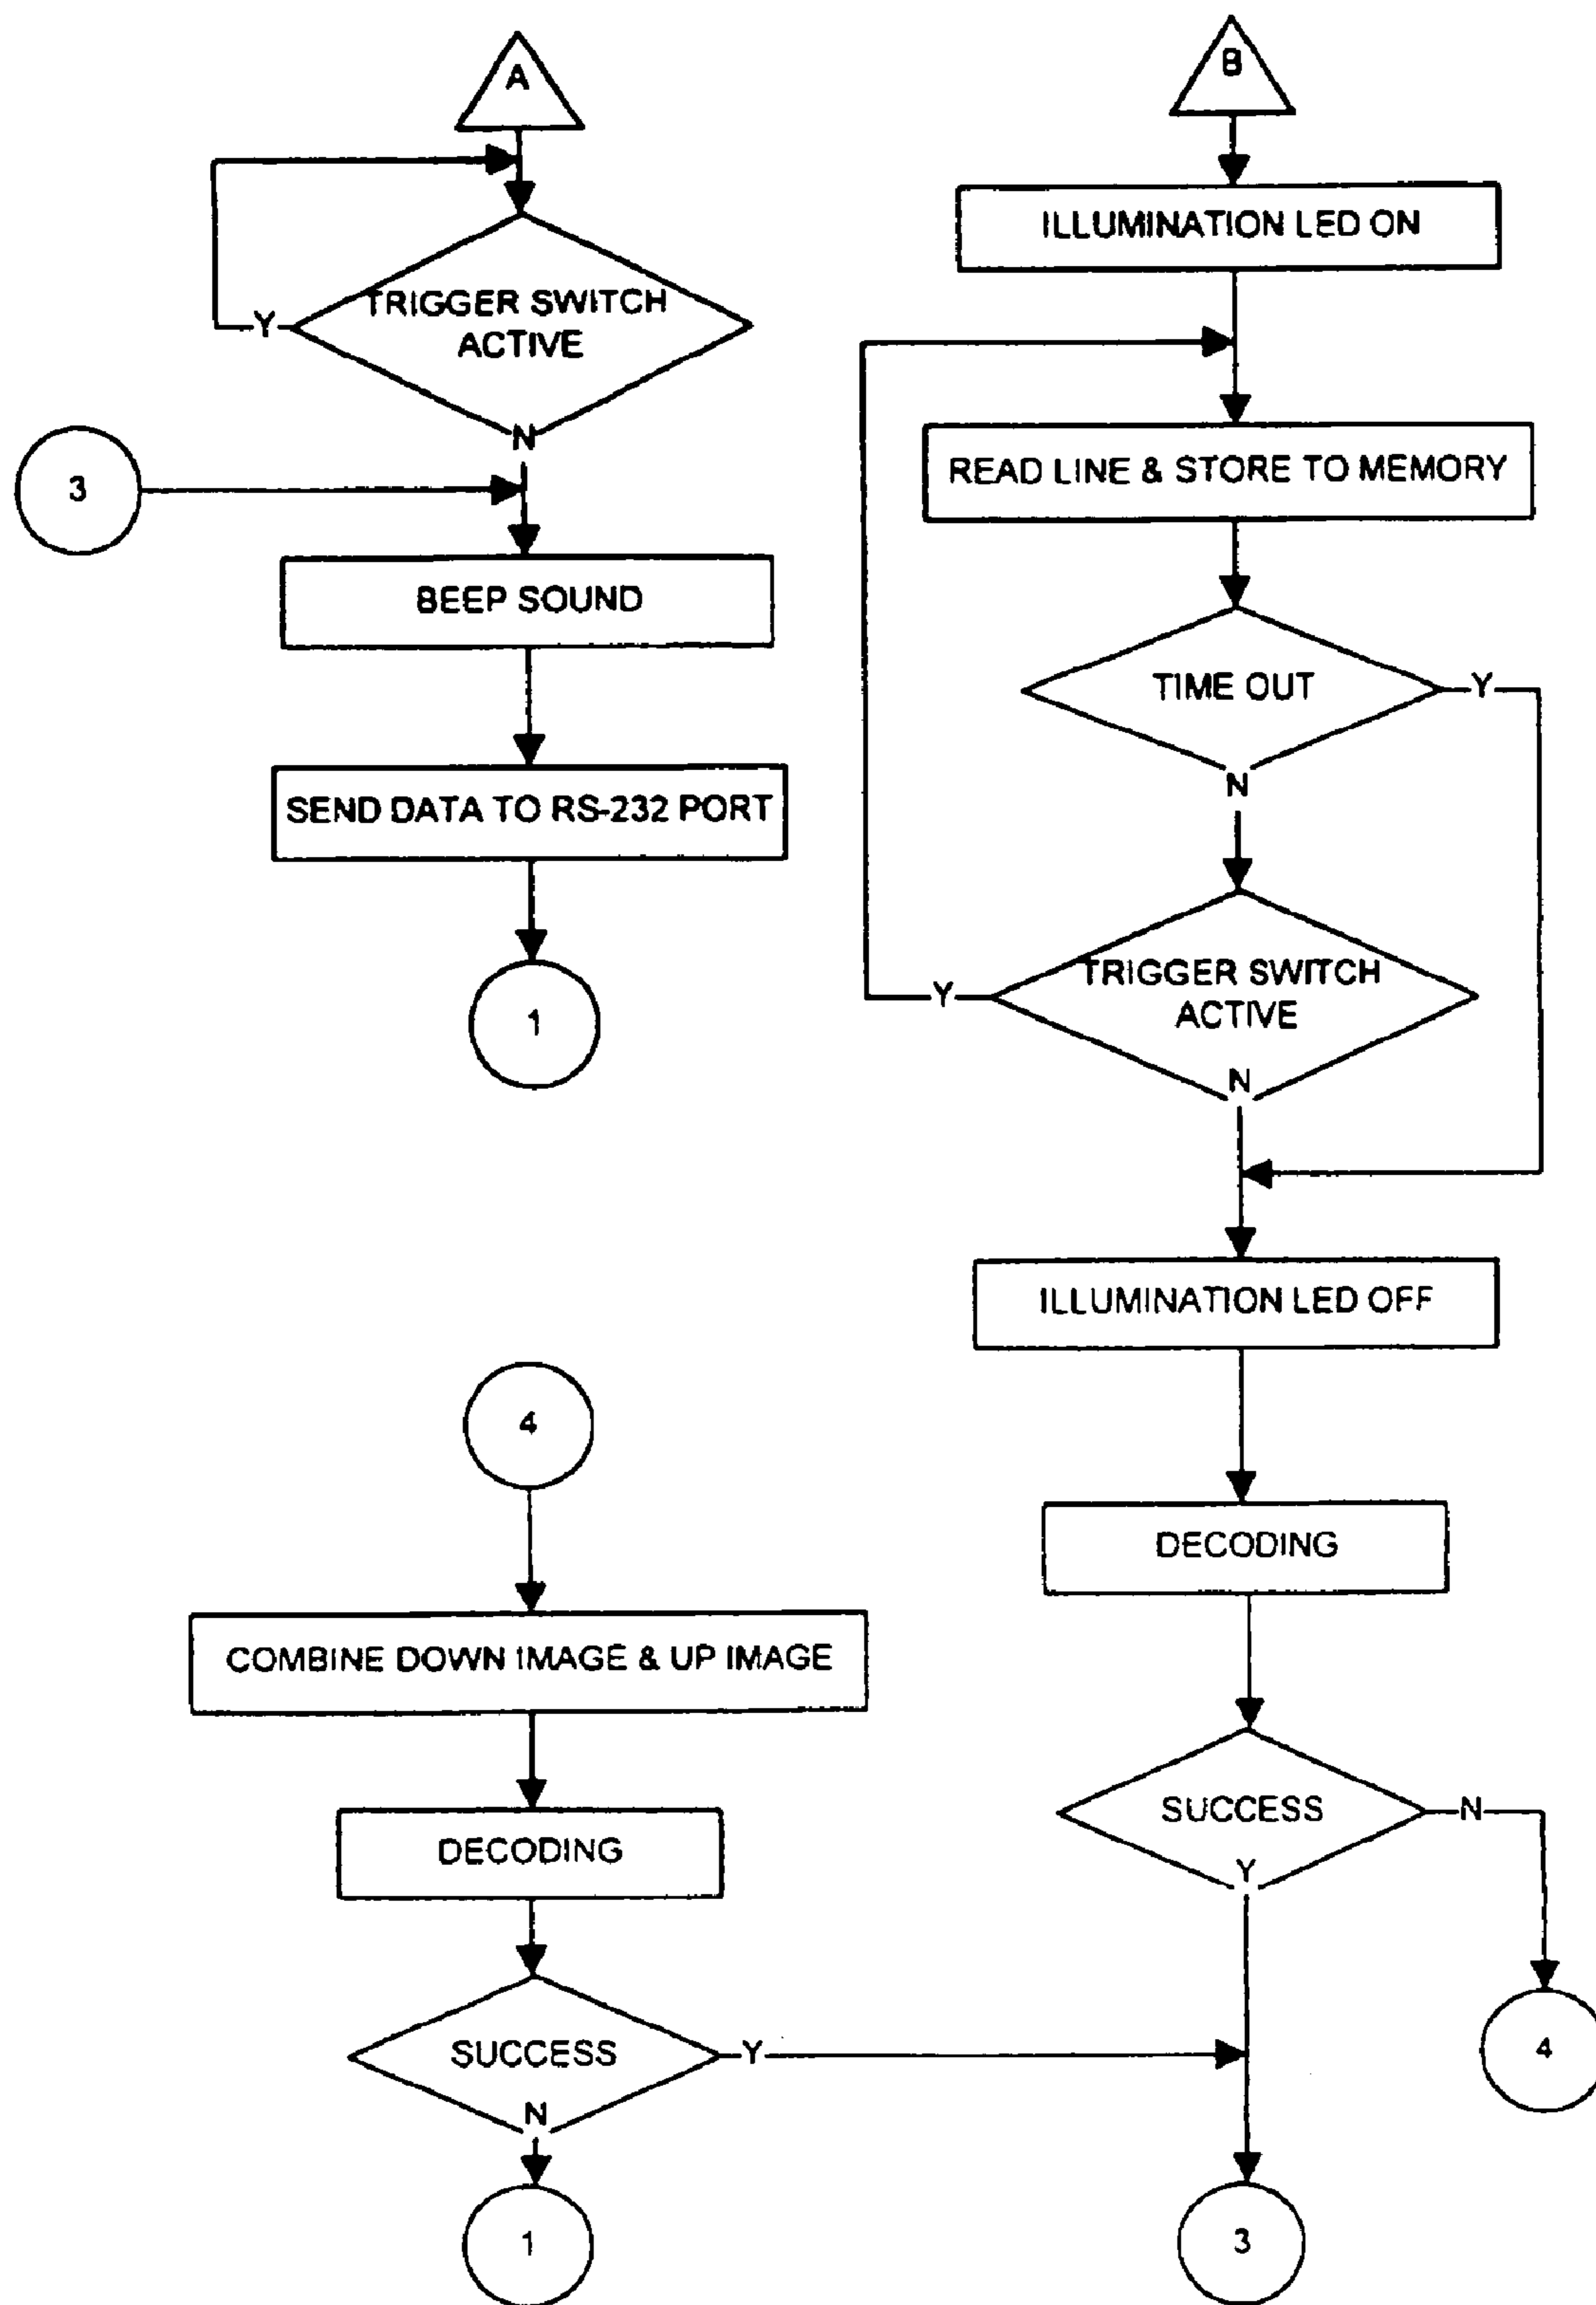 A
TRIGGER SWITCH
ACTIVE
Y
N
3
BEEP SOUND
SEND DATA TO RS-232 PORT
1
B
ILLUMINATION LED ON
READ LINE & STORE TO MEMORY
TIME OUT
Y
N
TRIGGER SWITCH
ACTIVE
Y
N
ILLUMINATION LED OFF
DECODING
SUCCESS
N
Y
4
3
4
COMBINE DOWN IMAGE & UP IMAGE
DECODING
SUCCESS
Y
N
1